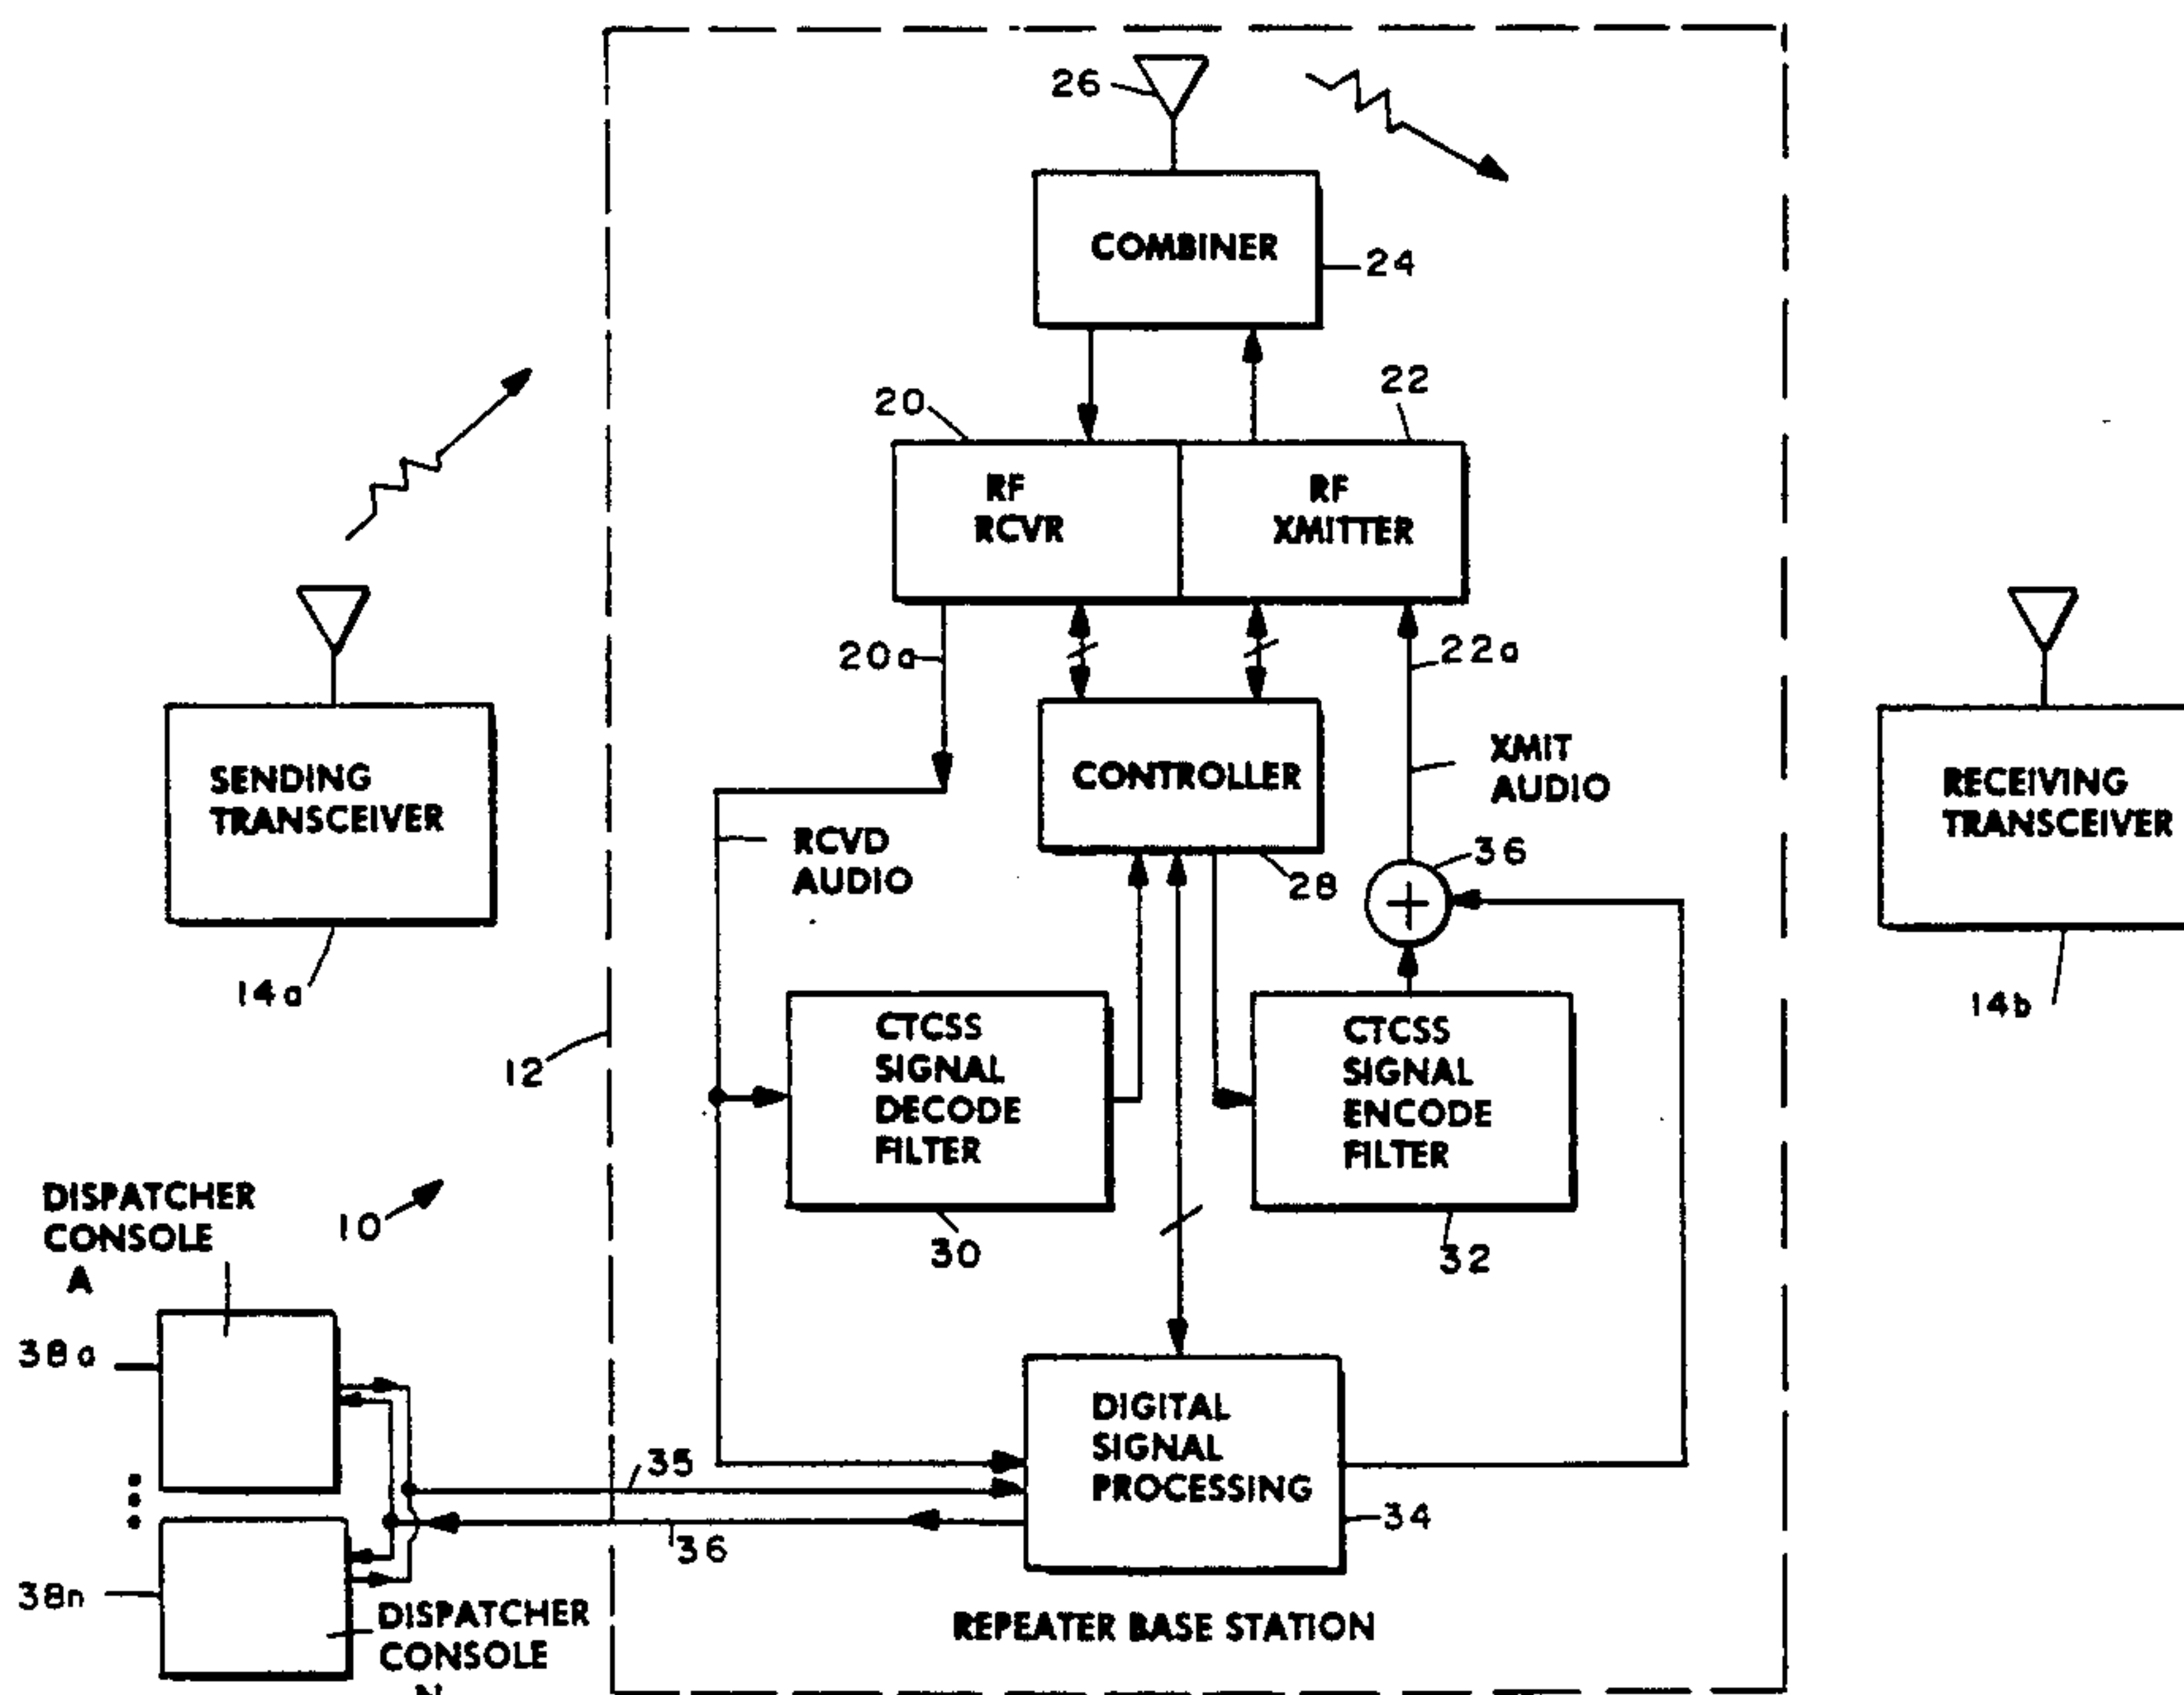 26
COMBINER
24
20
22
RF
RCVR
RF
XMITTER
20a
22a
SENDING
TRANSCEIVER
CONTROLLER
XMIT
AUDIO
RECEIVING
TRANSCEIVER
RCVD
AUDIO
28
36
14a
14b
12
CTCSS
SIGNAL
DECODE
FILTER
CTCSS
SIGNAL
ENCODE
FILTER
30
32
DISPATCHER
CONSOLE
A
10
38a
35
DIGITAL
SIGNAL
PROCESSING
34
36
38n
DISPATCHER
CONSOLE
N
REPEATER BASE STATION